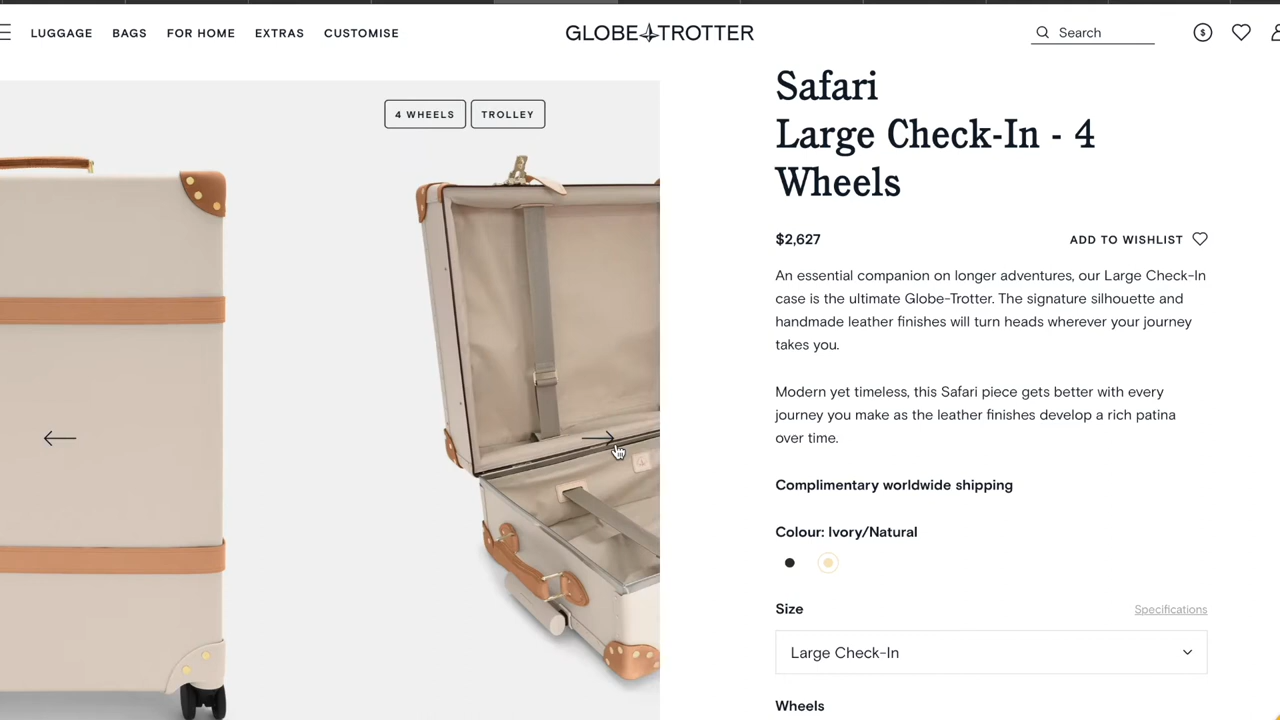 LUGGAGE BAGS FOR HOME EXTRAS CUSTOMISE GLOBE TROTTER Search $
4 WHEELS TROLLEY
Safari
Large Check-In - 4
Wheels
$2,627 ADD TO WISHLIST
An essential companion on longer adventures, our Large Check-In
case is the ultimate Globe-Trotter. The signature silhouette and
handmade leather finishes will turn heads wherever your journey
takes you.
Modern yet timeless, this Safari piece gets better with every
journey you make as the leather finishes develop a rich patina
over time.
Complimentary worldwide shipping
Colour: Ivory/Natural
Size Specifications
Large Check-In
Wheels